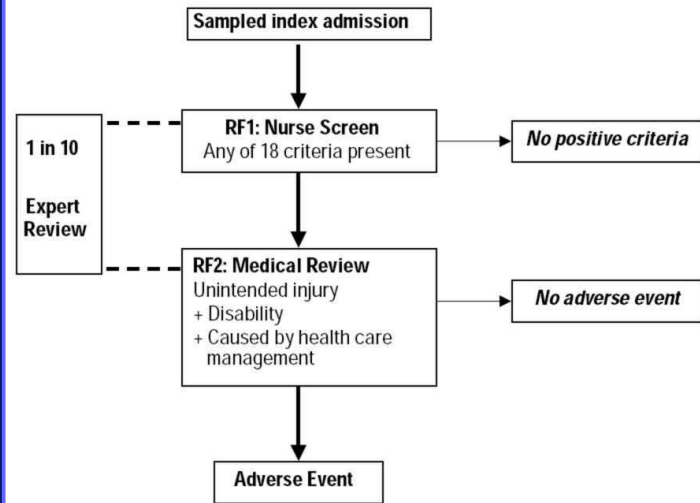 Sampled index admission
RF1: Nurse Screen
Any of 18 criteria present
No positive criteria
1 in 10
Expert
Review
RF2: Medical Review
Unintended injury
+ Disability
+ Caused by health care
management
No adverse event
Adverse Event